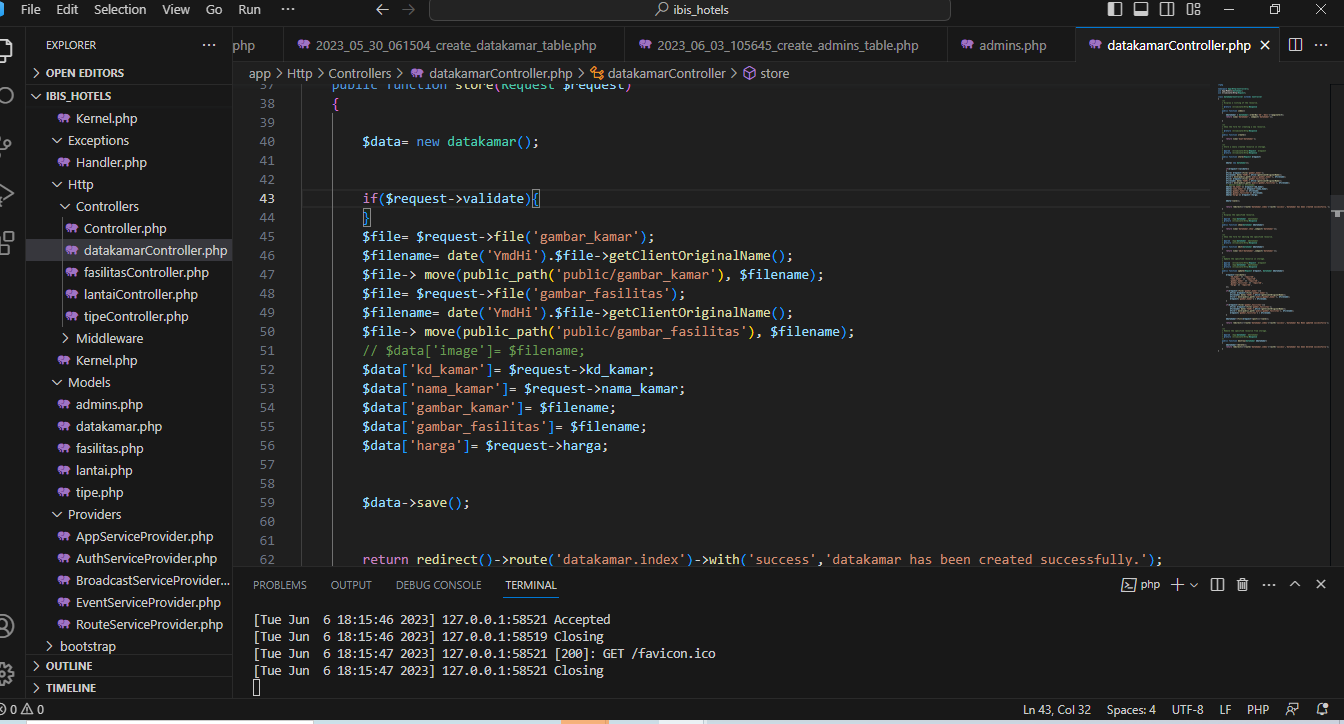 File Edit Selection View Go Run ··· ibis_hotels
EXPLORER ···
OPEN EDITORS
IBIS_HOTELS
Kernel.php
Exceptions
Handler.php
Http
Controllers
Controller.php
datakamarController.php
fasilitasController.php
lantaiController.php
tipeController.php
Middleware
Kernel.php
Models
admins.php
datakamar.php
fasilitas.php
lantai.php
tipe.php
Providers
AppServiceProvider.php
AuthServiceProvider.php
BroadcastServiceProvider...
EventServiceProvider.php
RouteServiceProvider.php
bootstrap
OUTLINE
TIMELINE
php 2023_05_30_061504_create_datakamar_table.php 2023_06_03_105645_create_admins_table.php admins.php datakamarController.php
app > Http > Controllers > datakamarController.php > datakamarController > store
37 public function store(Request $request)
38 {
39
40 $data= new datakamar();
41
42
43 if($request->validate){
44 }
45 $file= $request->file('gambar_kamar');
46 $filename= date('YmdHi').$file->getClientOriginalName();
47 $file-> move(public_path('public/gambar_kamar'), $filename);
48 $file= $request->file('gambar_fasilitas');
49 $filename= date('YmdHi').$file->getClientOriginalName();
50 $file-> move(public_path('public/gambar_fasilitas'), $filename);
51 // $data['image']= $filename;
52 $data['kd_kamar']= $request->kd_kamar;
53 $data['nama_kamar']= $request->nama_kamar;
54 $data['gambar_kamar']= $filename;
55 $data['gambar_fasilitas']= $filename;
56 $data['harga']= $request->harga;
57
58
59 $data->save();
60
61
62 return redirect()->route('datakamar.index')->with('success','datakamar has been created successfully.');
PROBLEMS OUTPUT DEBUG CONSOLE TERMINAL php
[Tue Jun  6 18:15:46 2023] 127.0.0.1:58521 Accepted
[Tue Jun  6 18:15:46 2023] 127.0.0.1:58519 Closing
[Tue Jun  6 18:15:47 2023] 127.0.0.1:58521 [200]: GET /favicon.ico
[Tue Jun  6 18:15:47 2023] 127.0.0.1:58521 Closing
0 0 Ln 43, Col 32 Spaces: 4 UTF-8 LF PHP